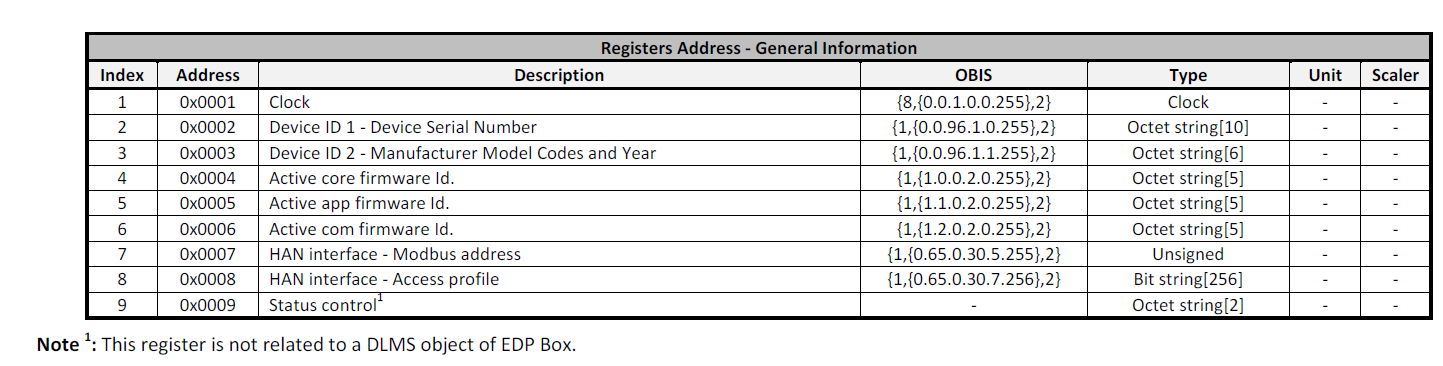 Registers Address - General Information
Index Address Description OBIS Type Unit Scaler
1 0x0001 Clock {8,{0.0.1.0.0.255},2} Clock - -
2 0x0002 Device ID 1 - Device Serial Number {1,{0.0.96.1.0.255},2} Octet string[10] - -
3 0x0003 Device ID 2 - Manufacturer Model Codes and Year {1,{0.0.96.1.1.255},2} Octet string[6] - -
4 0x0004 Active core firmware Id. {1,{1.0.0.2.0.255},2} Octet string[5] - -
5 0x0005 Active app firmware Id. {1,{1.1.0.2.0.255},2} Octet string[5] - -
6 0x0006 Active com firmware Id. {1,{1.2.0.2.0.255},2} Octet string[5] - -
7 0x0007 HAN interface - Modbus address {1,{0.65.0.30.5.255},2} Unsigned - -
8 0x0008 HAN interface - Access profile {1,{0.65.0.30.7.256},2} Bit string[256] - -
9 0x0009 Status control1 - Octet string[2] - -
Note 1: This register is not related to a DLMS object of EDP Box.